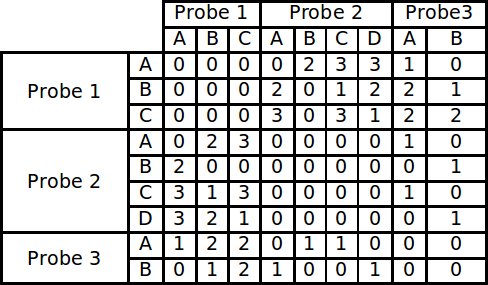 Probe 1 Probe 2 Probe3
A B C A B C D A B
Probe 1 A 0 0 0 0 2 3 3 1 0
B 0 0 0 2 0 1 2 2 1
C 0 0 0 3 0 3 1 2 2
Probe 2 A 0 2 3 0 0 0 0 1 0
B 2 0 0 0 0 0 0 0 1
C 3 1 3 0 0 0 0 1 0
D 3 2 1 0 0 0 0 0 1
Probe 3 A 1 2 2 0 1 1 0 0 0
B 0 1 2 1 0 0 1 0 0